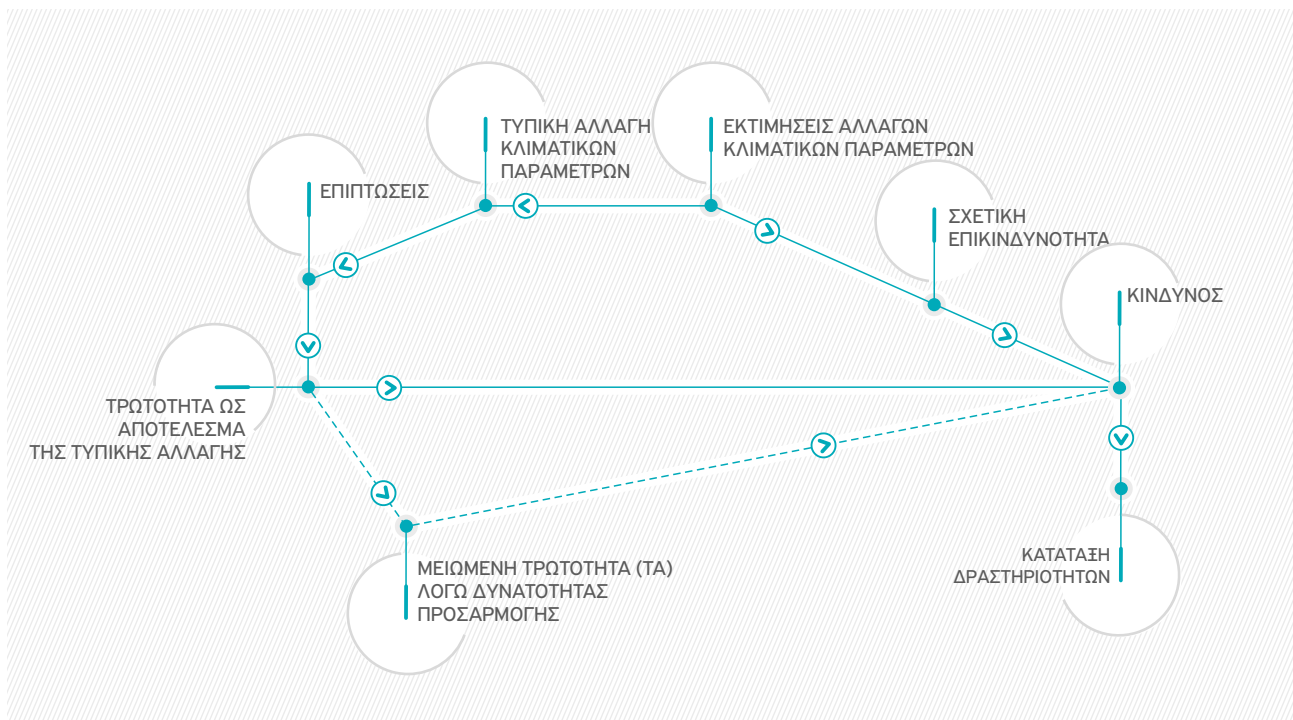 ΤΥΠΙΚΗ ΑΛΛΑΓΗ
ΚΛΙΜΑΤΙΚΩΝ
ΠΑΡΑΜΕΤΡΩΝ
ΕΚΤΙΜΗΣΕΙΣ ΑΛΛΑΓΩΝ
ΚΛΙΜΑΤΙΚΩΝ ΠΑΡΑΜΕΤΡΩΝ
ΕΠΙΠΤΩΣΕΙΣ
ΣΧΕΤΙΚΗ
ΕΠΙΚΙΝΔΥΝΟΤΗΤΑ
ΚΙΝΔΥΝΟΣ
ΤΡΩΤΟΤΗΤΑ ΩΣ
ΑΠΟΤΕΛΕΣΜΑ
ΤΗΣ ΤΥΠΙΚΗΣ ΑΛΛΑΓΗΣ
ΜΕΙΩΜΕΝΗ ΤΡΩΤΟΤΗΤΑ (ΤΑ)
ΛΟΓΩ ΔΥΝΑΤΟΤΗΤΑΣ
ΠΡΟΣΑΡΜΟΓΗΣ
ΚΑΤΑΤΑΞΗ
ΔΡΑΣΤΗΡΙΟΤΗΤΩΝ